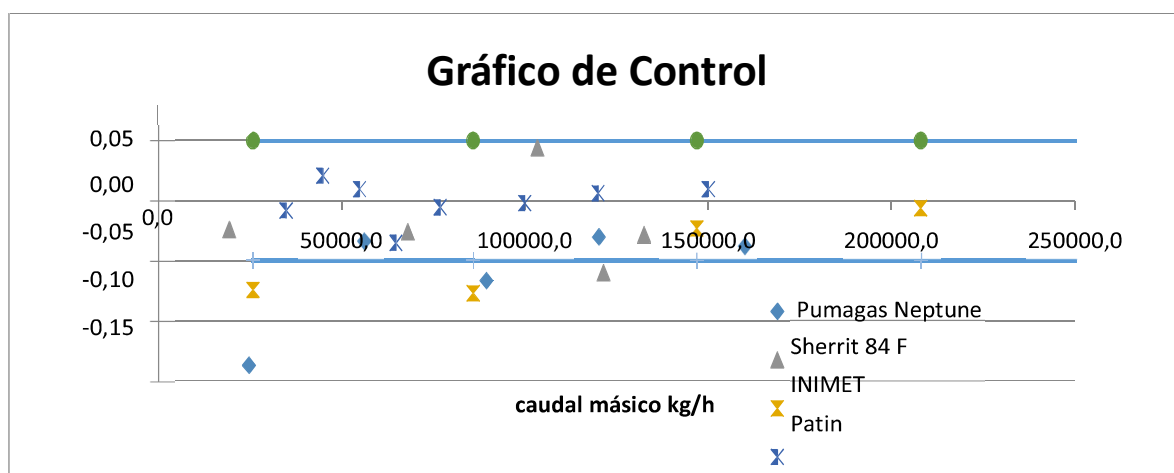 Gráfico de Control
0,05
0,00
-0,05
-0,10
-0,15
0,0
50000,0
100000,0
150000,0
200000,0
250000,0
Pumagas Neptune
Sherrit 84 F
INIMET
Patin
caudal másico kg/h